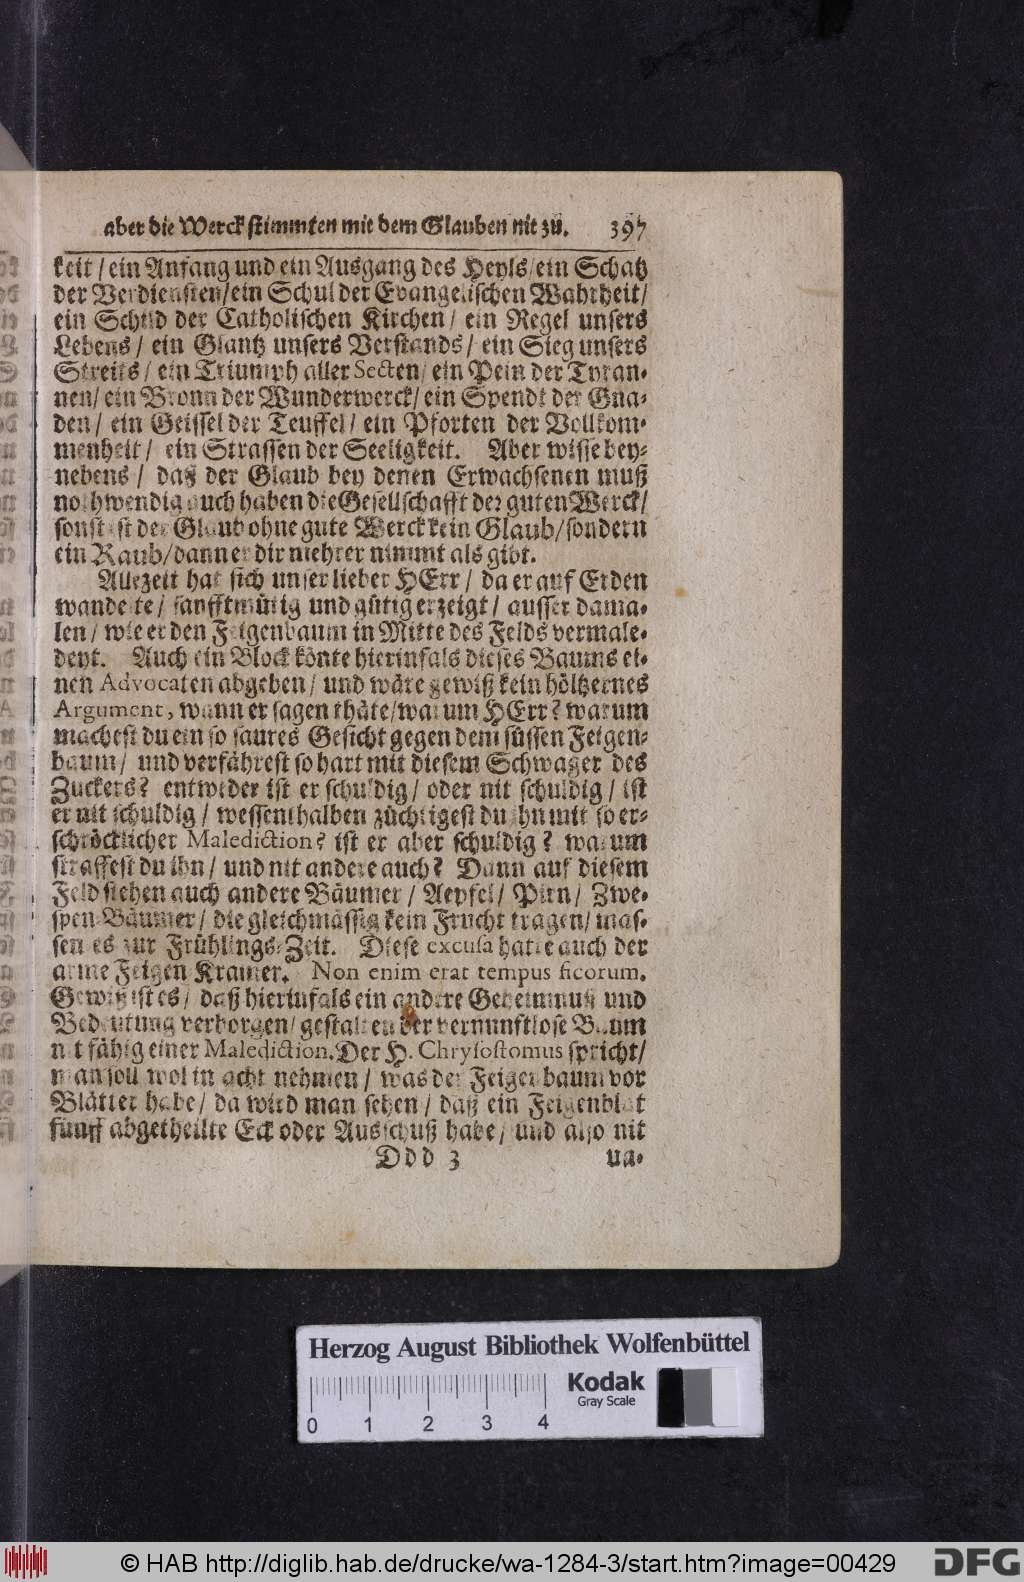 aber die Werck stimmten mit dem Glauben nit zu. 397
keit / ein Anfang und ein Ausgang des Heyls / ein Schatz
der Verdiensten / ein Schul der Evangelischen Wahrheit /
ein Schild der Catholischen Kirchen / ein Regel unsers
Lebens / ein Glantz unsers Verstands / ein Sieg unsers
Streits / ein Triumph aller Secten / ein Pein der Tyran-
nen / ein Bronn der Wunderwerck / ein Spendt der Gna-
den / ein Geissel der Teuffel / ein Pforten der Vollkom-
menheit / ein Strassen der Seeligkeit. Aber wisse bey-
nebens / daß der Glaub bey denen Erwachsenen muß
nothwendig auch haben die Gesellschafft der guten Werck /
sonst ist der Glaub ohne gute Werck kein Glaub / sondern
ein Raub / dann er dir mehrer nimmt als gibt.
Allezeit hat sich unser lieber HErr / da er auf Erden
wanderte / sanfftmütig und gütig erzeigt / ausser dama-
len / wie er den Feigenbaum in Mitte des Felds vermale-
deyt. Auch ein Block könte hierinfals dieses Baums ei-
nen Advocaten abgeben / und wäre gewiß kein höltzernes
Argument, wann er sagen thäte / warum HErr? warum
machest du ein so saures Gesicht gegen dem süssen Feigen-
baum / und verfährest so hart mit diesem Schwager des
Zuckers? entweder ist er schuldig / oder nit schuldig / ist
er nit schuldig / wessenthalben züchtigest du ihn mit so er-
schröcklicher Malediction? ist er aber schuldig? warum
straffest du ihn / und nit andere auch? Dann auf diesem
Feld stehen auch andere Bäumer / Aepfel / Pirn / Zwe-
spen-Bäumer / die gleichmässig kein Frucht tragen / mas-
sen es zur Frühlings-Zeit. Diese excusa hatte auch der
arme Feigen Kramer. Non enim erat tempus ficorum.
Gewiß ist es / daß hierinfals ein andere Geheimnuß und
Bedeutung verborgen / gestalten der vernunftlose Baum
nit fähig einer Malediction. Der H. Chrysostomus spricht /
man soll wol in acht nehmen / was der Feigenbaum vor
Blätter habe / da wird man sehen / daß ein Feigenblat
fünff abgetheilte Eck oder Ausschuß habe / und also nit
Ddd 3 ua-
Herzog August Bibliothek Wolfenbüttel
Kodak
Gray Scale
0 1 2 3 4
© HAB http://diglib.hab.de/drucke/wa-1284-3/start.htm?image=00429
DFG